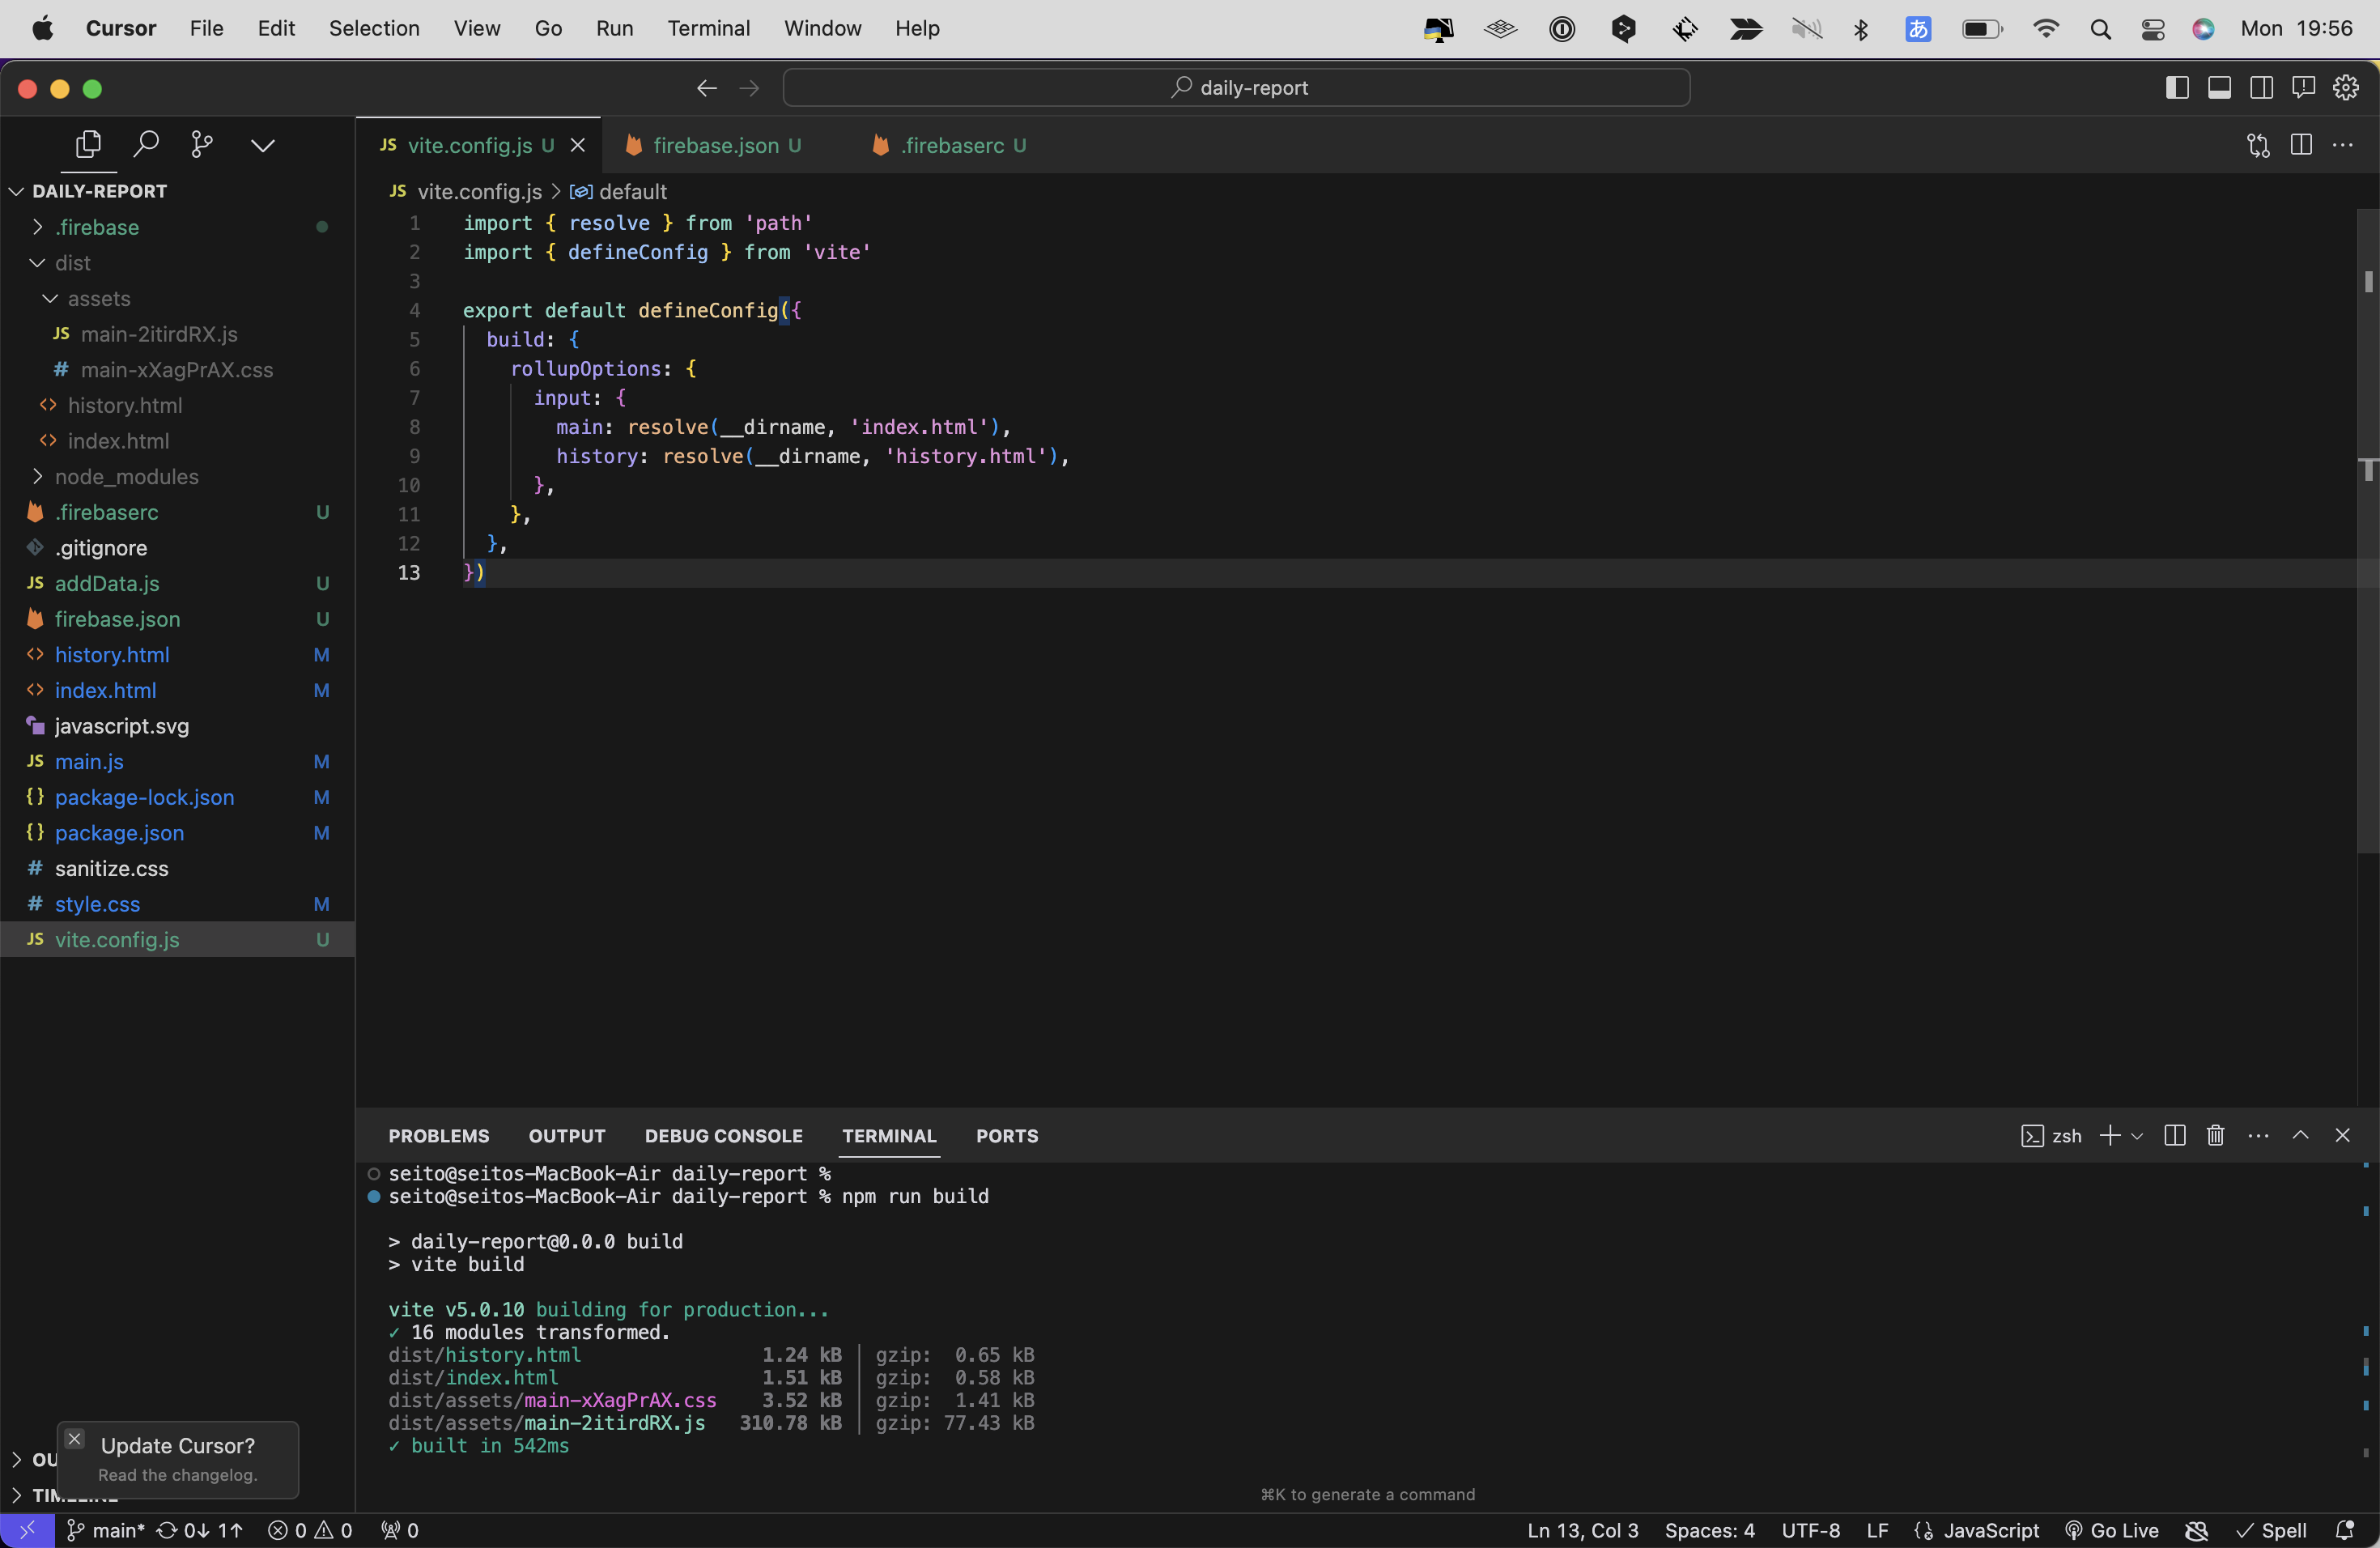 Cursor File Edit Selection View Go Run Terminal Window Help あ Mon 19:56
daily-report
JS vite.config.js U firebase.json U .firebaserc U
DAILY-REPORT
.firebase
dist
assets
JS main-2itirdRX.js
# main-xXagPrAX.css
<> history.html
<> index.html
node_modules
.firebaserc U
.gitignore
JS addData.js U
firebase.json U
<> history.html M
<> index.html M
javascript.svg
JS main.js M
{} package-lock.json M
{} package.json M
# sanitize.css
# style.css M
JS vite.config.js U
OU
TIMELINE
Update Cursor?
Read the changelog.
JS vite.config.js > default
1 import { resolve } from 'path'
2 import { defineConfig } from 'vite'
3
4 export default defineConfig({
5 build: {
6 rollupOptions: {
7 input: {
8 main: resolve(__dirname, 'index.html'),
9 history: resolve(__dirname, 'history.html'),
10 },
11 },
12 },
13 })
PROBLEMS OUTPUT DEBUG CONSOLE TERMINAL PORTS zsh
seito@seitos-MacBook-Air daily-report %
seito@seitos-MacBook-Air daily-report % npm run build
> daily-report@0.0.0 build
> vite build
vite v5.0.10 building for production...
✓ 16 modules transformed.
dist/history.html 1.24 kB │ gzip: 0.65 kB
dist/index.html 1.51 kB │ gzip: 0.58 kB
dist/assets/main-xXagPrAX.css 3.52 kB │ gzip: 1.41 kB
dist/assets/main-2itirdRX.js 310.78 kB │ gzip: 77.43 kB
✓ built in 542ms
⌘K to generate a command
main* 0↓ 1↑ 0 0 0 Ln 13, Col 3 Spaces: 4 UTF-8 LF JavaScript Go Live Spell